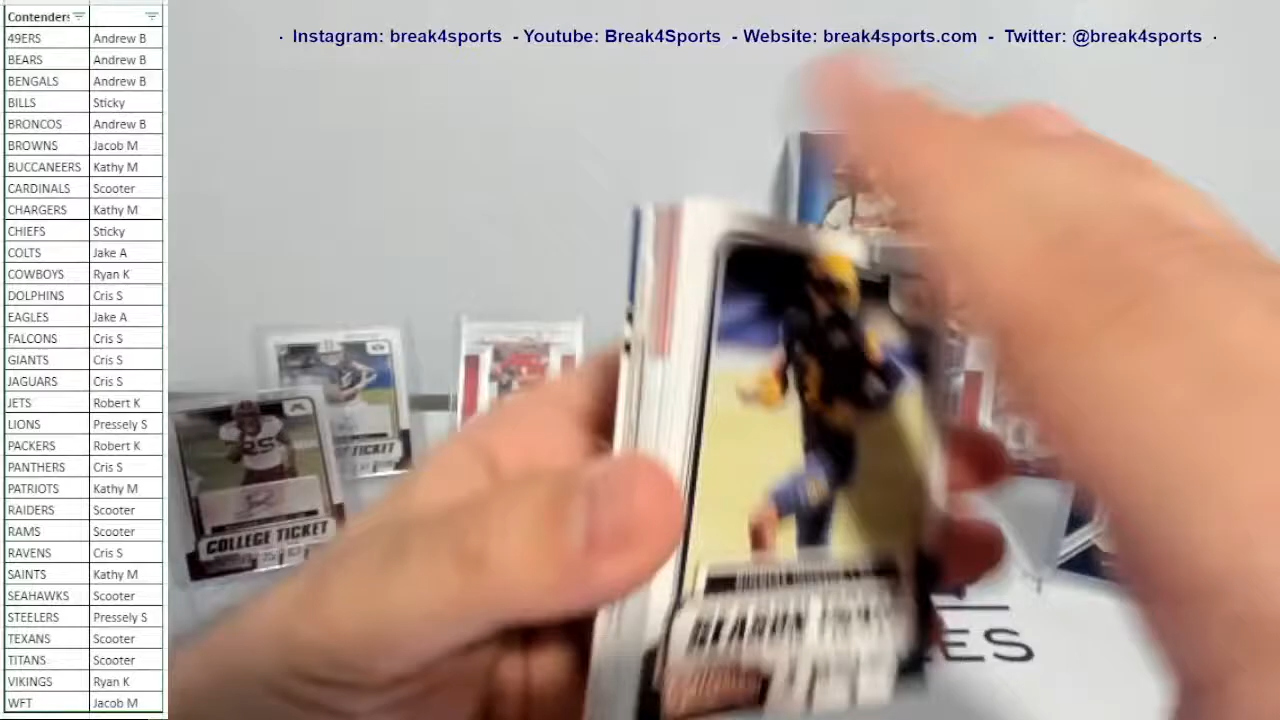 · Instagram: break4sports - Youtube: Break4Sports - Website: break4sports.com - Twitter: @break4sports ·
Contenders
49ERS Andrew B
BEARS Andrew B
BENGALS Andrew B
BILLS Sticky
BRONCOS Andrew B
BROWNS Jacob M
BUCCANEERS Kathy M
CARDINALS Scooter
CHARGERS Kathy M
CHIEFS Sticky
COLTS Jake A
COWBOYS Ryan K
DOLPHINS Cris S
EAGLES Jake A
FALCONS Cris S
GIANTS Cris S
JAGUARS Cris S
JETS Robert K
LIONS Pressely S
PACKERS Robert K
PANTHERS Cris S
PATRIOTS Kathy M
RAIDERS Scooter
RAMS Scooter
RAVENS Cris S
SAINTS Kathy M
SEAHAWKS Scooter
STEELERS Pressely S
TEXANS Scooter
TITANS Scooter
VIKINGS Ryan K
WFT Jacob M
TICKET
COLLEGE TICKET
SEASON